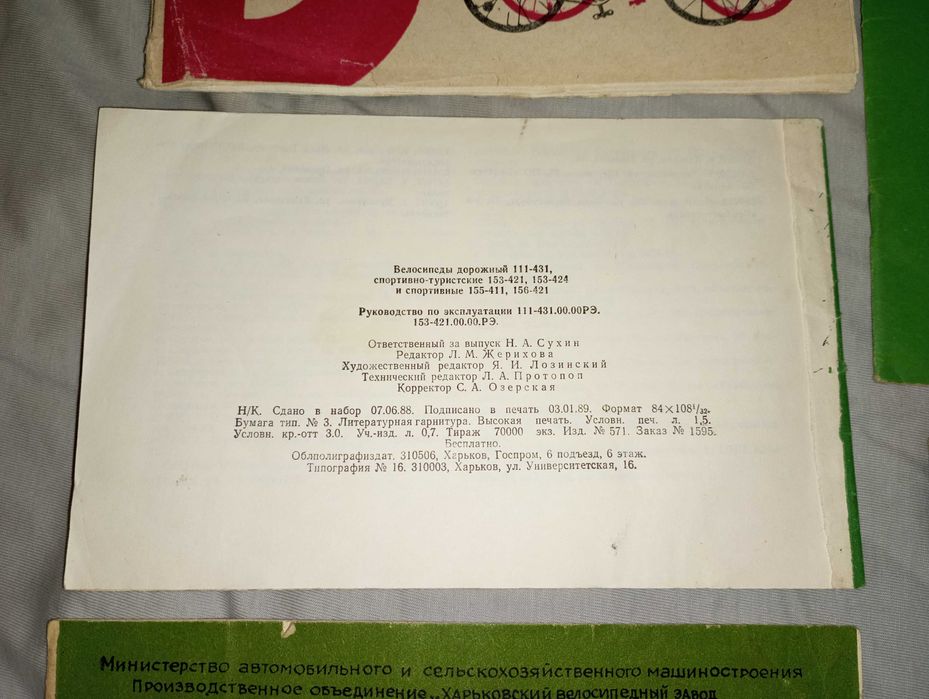 Велосипеды дорожный 111-431,
спортивно-туристские 153-421, 153-424
и спортивные 155-411, 156-421
Руководство по эксплуатации 111-431.00.00РЭ.
153-421.00.00.РЭ.
Ответственный за выпуск Н. А. Сухин
Редактор Л. М. Жерихова
Художественный редактор Я. И. Лозинский
Технический редактор Л. А. Протопоп
Корректор С. А. Озерская
Н/К. Сдано в набор 07.06.88. Подписано в печать 03.01.89. Формат 84×108¹/₃₂.
Бумага тип. № 3. Литературная гарнитура. Высокая печать. Условн. печ. л. 1,5.
Условн. кр.-отт 3.0. Уч.-изд. л. 0,7. Тираж 70000 экз. Изд. № 571. Заказ № 1595.
Бесплатно.
Облполиграфиздат. 310506, Харьков, Госпром, 6 подъезд, 6 этаж.
Типография № 16. 310003, Харьков, ул. Университетская, 16.
Министерство автомобильного и сельскохозяйственного машиностроения
Производственное объединение „Харьковский велосипедный завод